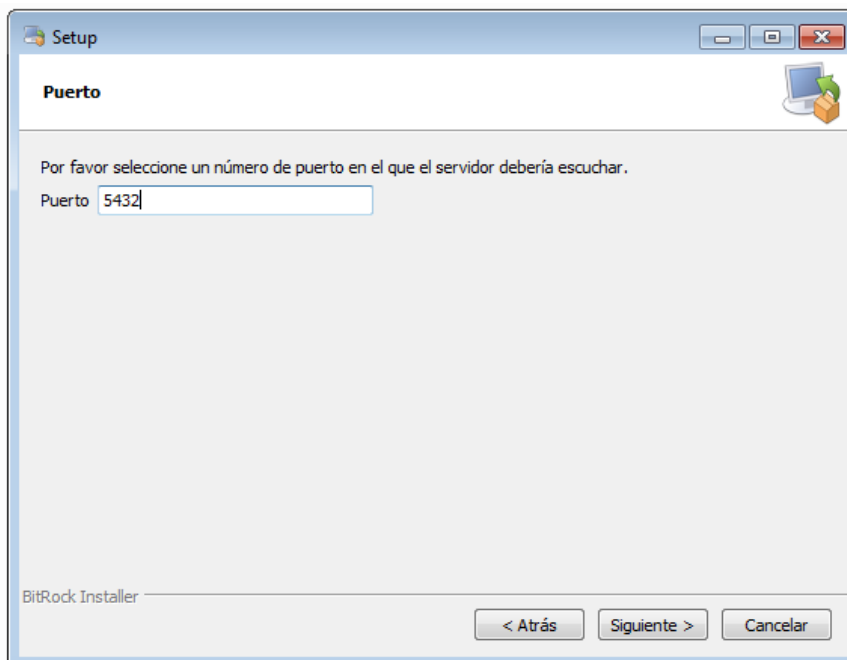 Setup
Puerto
Por favor seleccione un número de puerto en el que el servidor debería escuchar.
Puerto 5432
BitRock Installer
< Atrás Siguiente > Cancelar